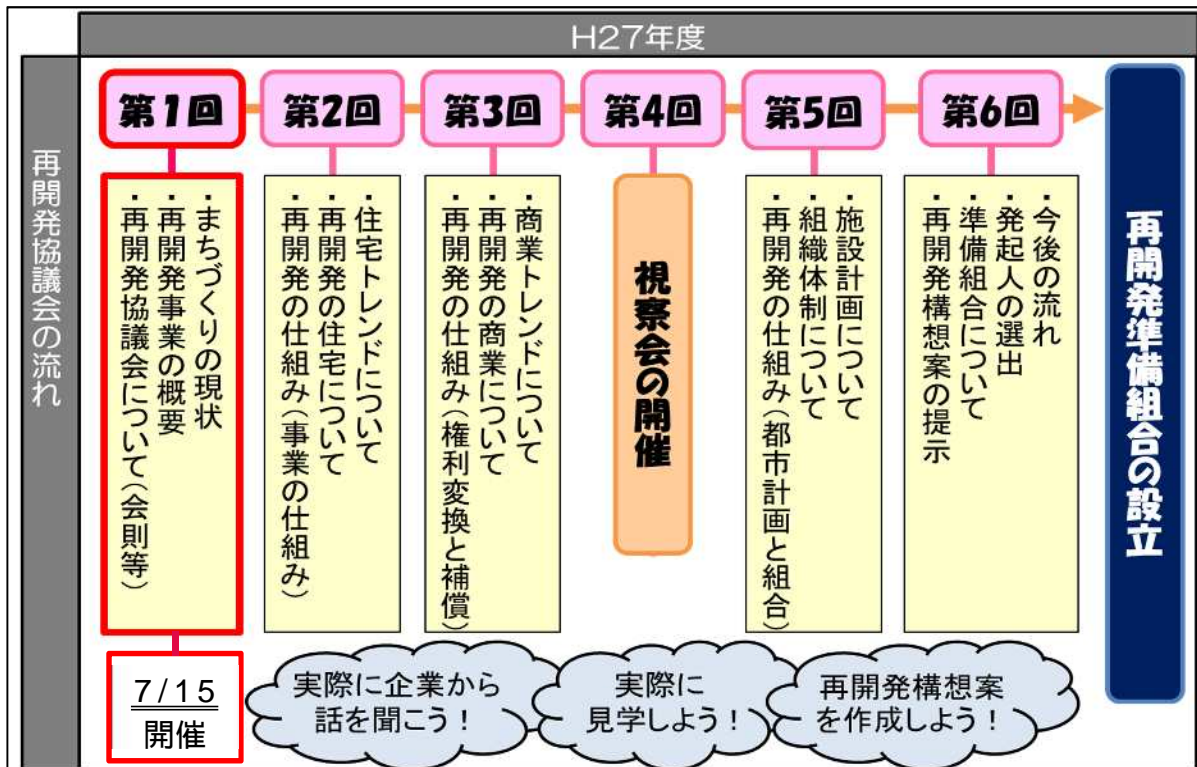 H27年度
再開発協議会の流れ
第1回
第2回
第3回
第4回
第5回
第6回
・まちづくりの現状
・再開発事業の概要
・再開発協議会について(会則等)
・住宅トレンドについて
・再開発の住宅について
・再開発の仕組み(事業の仕組み)
・商業トレンドについて
・再開発の商業について
・再開発の仕組み(権利変換と補償)
視察会の開催
・施設計画について
・組織体制について
・再開発の仕組み(都市計画と組合)
・今後の流れ
・発起人の選出
・準備組合について
・再開発構想案の提示
再開発準備組合の設立
7/15
開催
実際に企業から
話を聞こう!
実際に
見学しよう!
再開発構想案
を作成しよう!